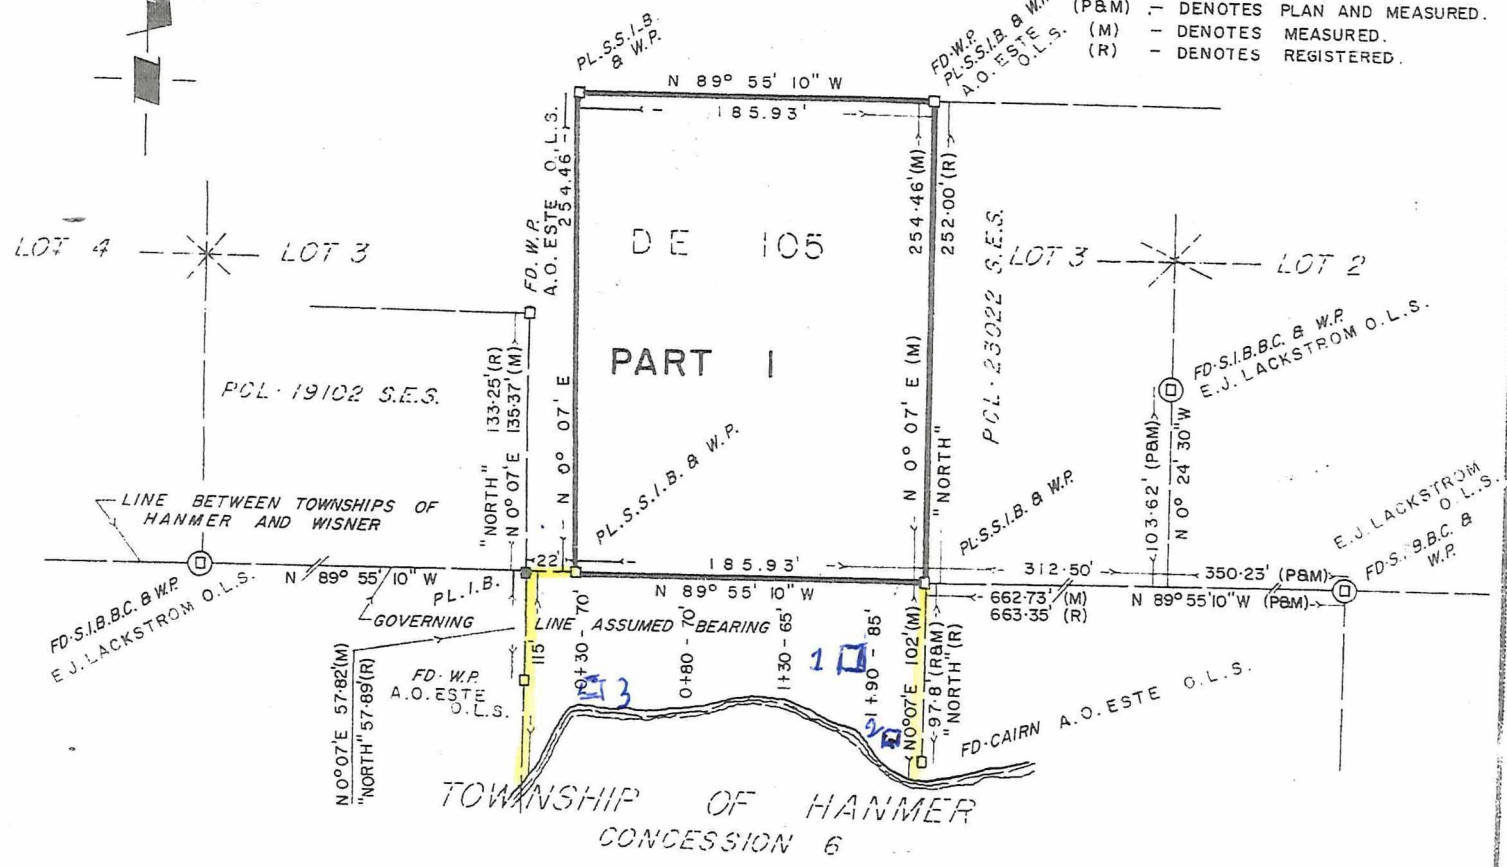 (P&M) - DENOTES PLAN AND MEASURED.
(M) - DENOTES MEASURED.
(R) - DENOTES REGISTERED.
PL.S.S.I.B.
& W.P.
FD-W.P.
PL.S.S.I.B. & W.P.
A.O. ESTE
O.L.S.
N 89° 55' 10" W
185.93'
254.46'
FD. W.P.
A.O. ESTE O.L.S.
254.46'(M)
252.00'(R)
DE 105
LOT 4
LOT 3
LOT 3
LOT 2
PART 1
PCL-23022 S.E.S.
FD-S.I.B.B.C. & W.P.
E.J. LACKSTROM O.L.S.
PCL-19102 S.E.S.
133.25'(R)
135.37'(M)
"NORTH"
N 0° 07' E
N 0° 07' E
N 0° 07' E (M)
"NORTH"
PL.S.S.I.B. & W.P.
PL.S.S.I.B. & W.P.
103.62' (P&M)
N 0° 24' 30" W
E.J. LACKSTROM
O.L.S.
FD-S.I.B.B.C. &
W.P.
LINE BETWEEN TOWNSHIPS OF
HANMER AND WISNER
22'
185.93'
312.50'
350.23' (P&M)
N 89° 55' 10" W
PL.I.B.
N 89° 55' 10" W
662.73' (M)
663.35' (R)
N 89° 55'10" W (P&M)
FD-S.I.B.B.C. & W.P.
E.J. LACKSTROM O.L.S.
GOVERNING LINE ASSUMED BEARING
115'
0+30 - 70'
0+80 - 70'
1+30 - 65'
1+90 - 85'
N 0°07'E 102'(M)
97.8'(R&M)
"NORTH"(R)
1
2
3
N 0°07'E 57.82'(M)
"NORTH" 57.89'(R)
FD- W.P.
A.O. ESTE
O.L.S.
FD-CAIRN A.O. ESTE O.L.S.
TOWNSHIP OF HANMER
CONCESSION 6